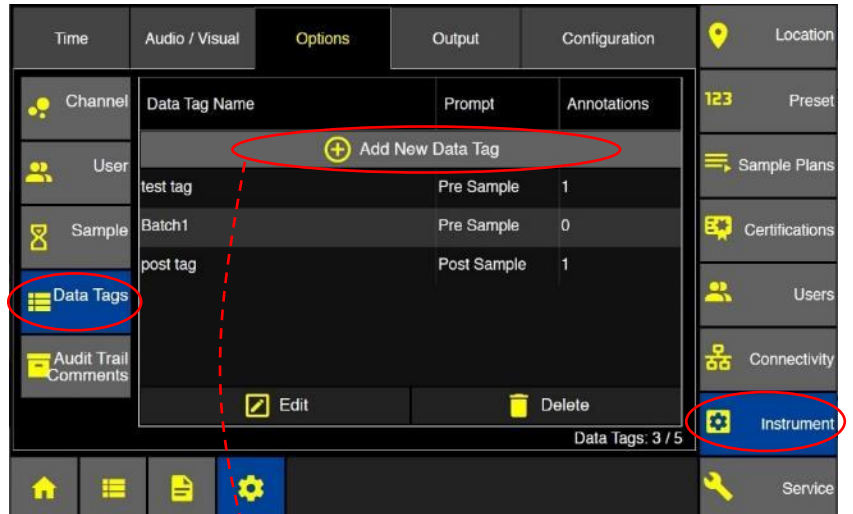 Time
Audio / Visual
Options
Output
Configuration
Channel
User
Sample
Data Tags
Audit Trail
Comments
Data Tag Name
Prompt
Annotations
Add New Data Tag
test tag
Pre Sample
1
Batch1
Pre Sample
0
post tag
Post Sample
1
Edit
Delete
Data Tags: 3 / 5
Location
123
Preset
Sample Plans
Certifications
Users
Connectivity
Instrument
Service